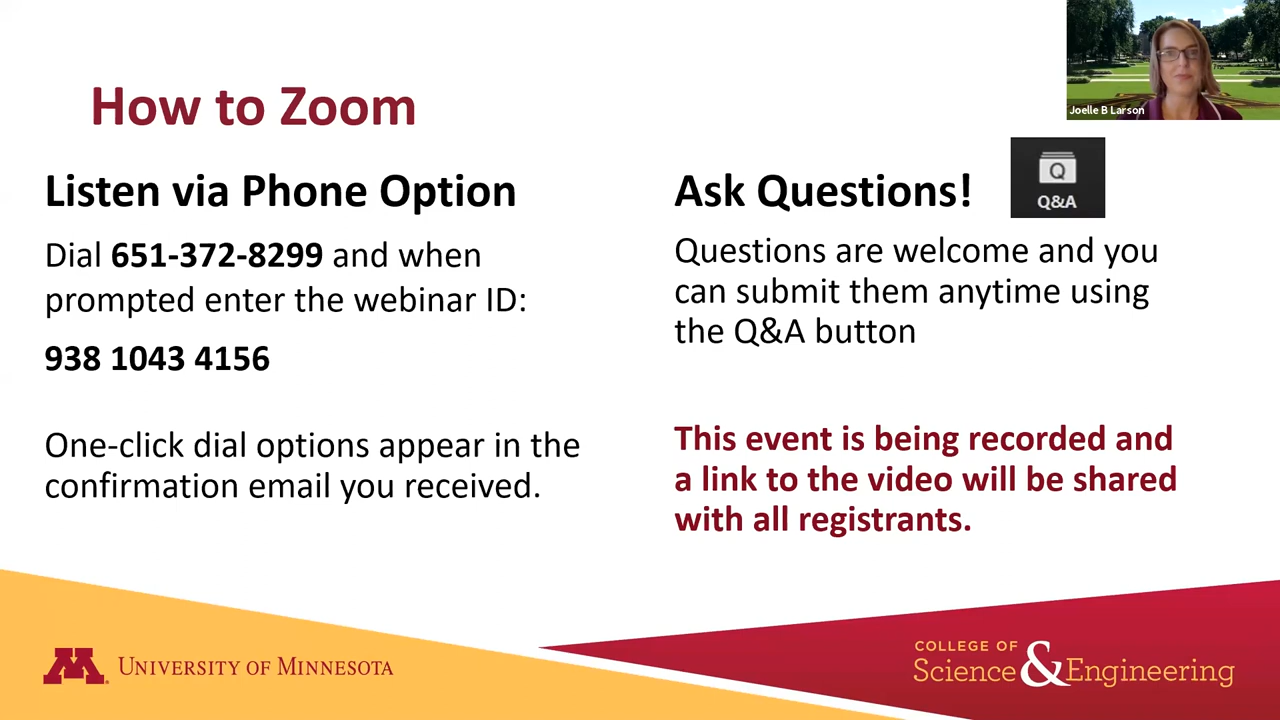 How to Zoom
Joelle B Larson
Listen via Phone Option
Dial 651-372-8299 and when
prompted enter the webinar ID:
938 1043 4156
One-click dial options appear in the
confirmation email you received.
Ask Questions!
Q
Q&A
Questions are welcome and you
can submit them anytime using
the Q&A button
This event is being recorded and
a link to the video will be shared
with all registrants.
M
UNIVERSITY OF MINNESOTA
COLLEGE OF
Science & Engineering